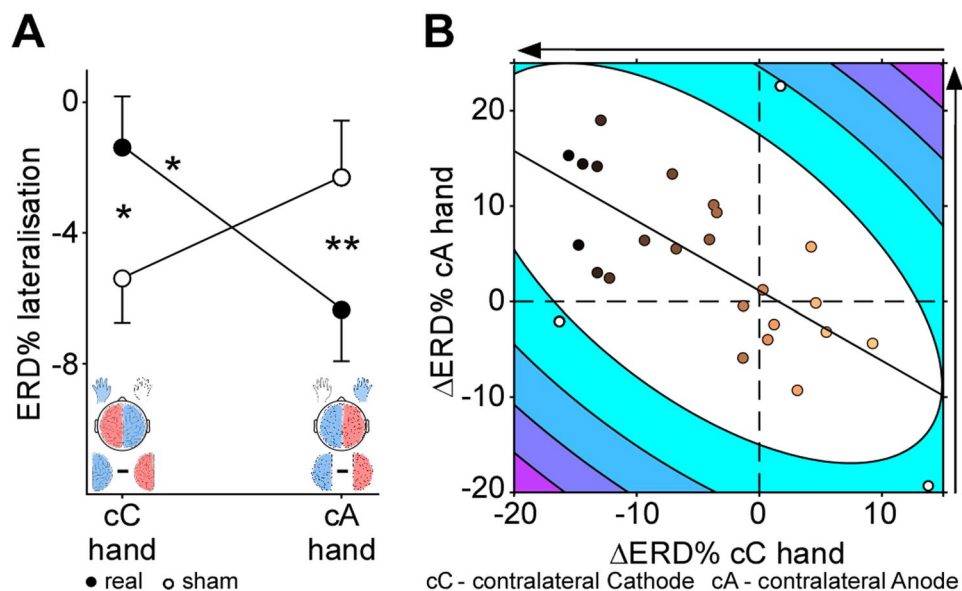 A
ERD% lateralisation
0
-4
-8
*
*
**
cC
hand
cA
hand
real
sham
B
ΔERD% cA hand
20
10
0
-10
-20
-20
-10
0
10
ΔERD% cC hand
cC - contralateral Cathode cA - contralateral Anode